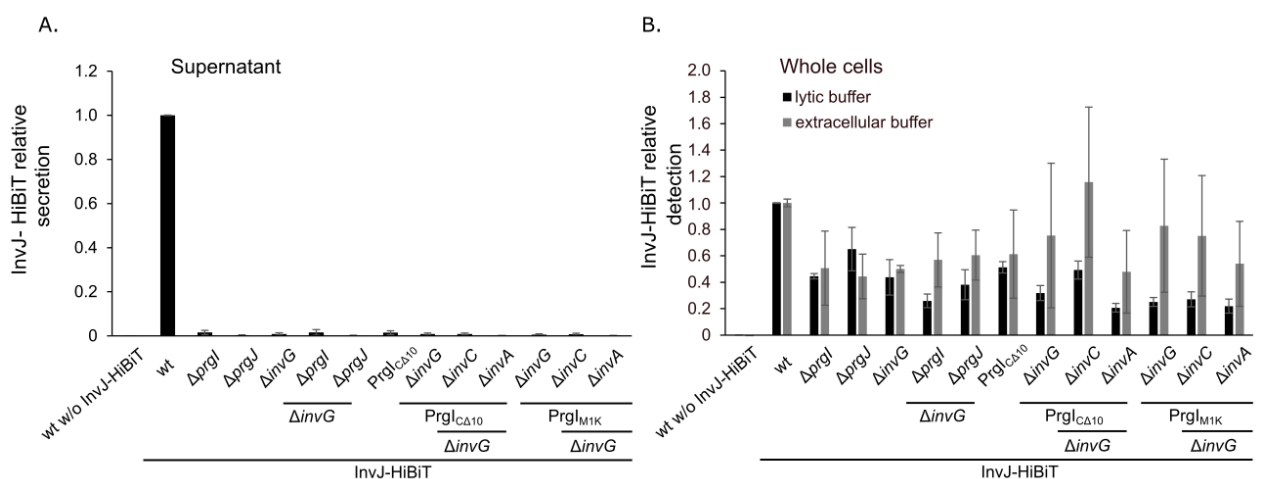 A.
Supernatant
InvJ- HiBiT relative
secretion
1.2
1.0
0.8
0.6
0.4
0.2
0
wt w/o InvJ-HiBiT
wt
ΔprgI
ΔprgJ
ΔinvG
ΔprgI
ΔprgJ
PrgICΔ10
ΔinvG
ΔinvC
ΔinvA
ΔinvG
ΔinvC
ΔinvA
ΔinvG
PrgICΔ10
PrgIM1K
ΔinvG
ΔinvG
InvJ-HiBiT
B.
Whole cells
lytic buffer
extracellular buffer
InvJ-HiBiT relative
detection
2.0
1.8
1.6
1.4
1.2
1.0
0.8
0.6
0.4
0.2
0
wt w/o InvJ-HiBiT
wt
ΔprgI
ΔprgJ
ΔinvG
ΔprgI
ΔprgJ
PrgICΔ10
ΔinvG
ΔinvC
ΔinvA
ΔinvG
ΔinvC
ΔinvA
ΔinvG
PrgICΔ10
PrgIM1K
ΔinvG
ΔinvG
InvJ-HiBiT